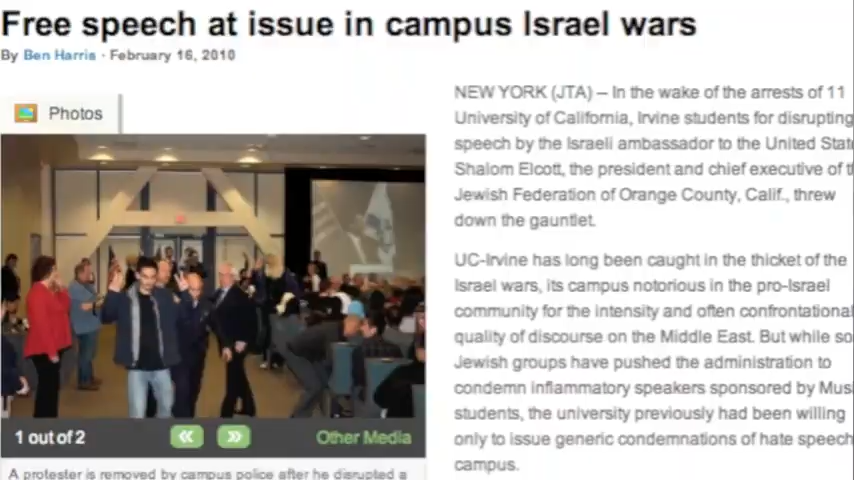 Free speech at issue in campus Israel wars
By Ben Harris · February 16, 2010
Photos
1 out of 2
Other Media
A protester is removed by campus police after he disrupted a
NEW YORK (JTA) – In the wake of the arrests of 11
University of California, Irvine students for disrupting
speech by the Israeli ambassador to the United
Shalom Elcott, the president and chief executive of
Jewish Federation of Orange County, Calif., threw
down the gauntlet.
UC-Irvine has long been caught in the thicket of the
Israel wars, its campus notorious in the pro-Israel
community for the intensity and often confrontational
quality of discourse on the Middle East. But while so
Jewish groups have pushed the administration to
condemn inflammatory speakers sponsored by Mus
students, the university previously had been willing
only to issue generic condemnations of hate speech
campus.